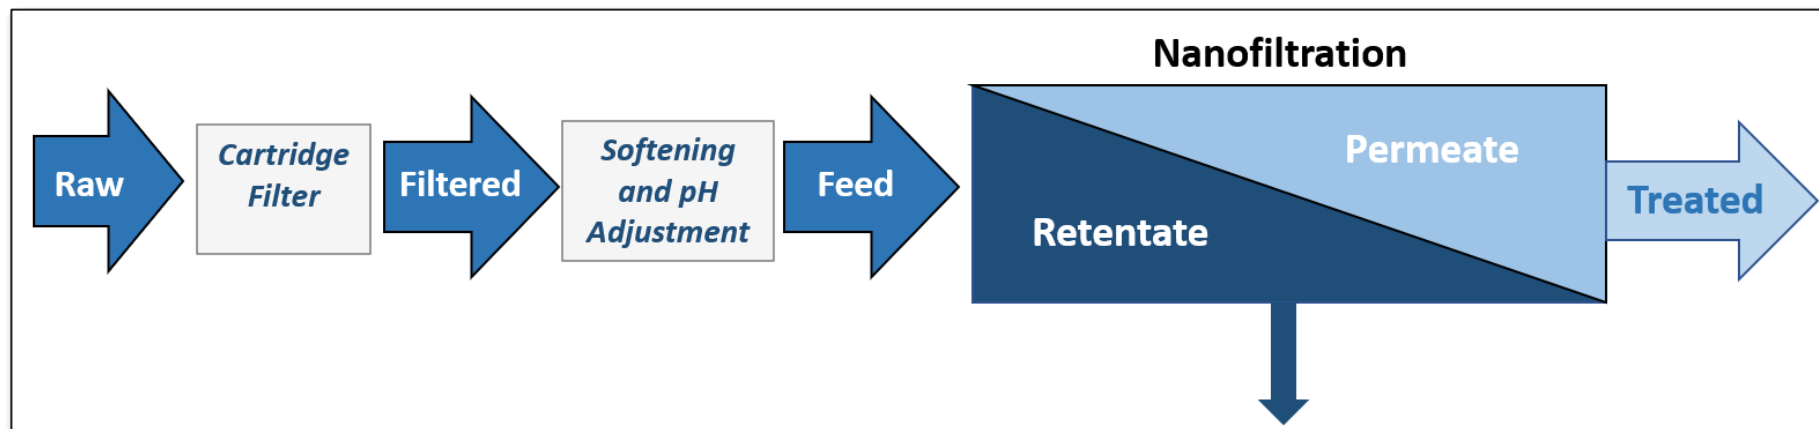 Nanofiltration
Raw
Cartridge
Filter
Filtered
Softening
and pH
Adjustment
Feed
Retentate
Permeate
Treated